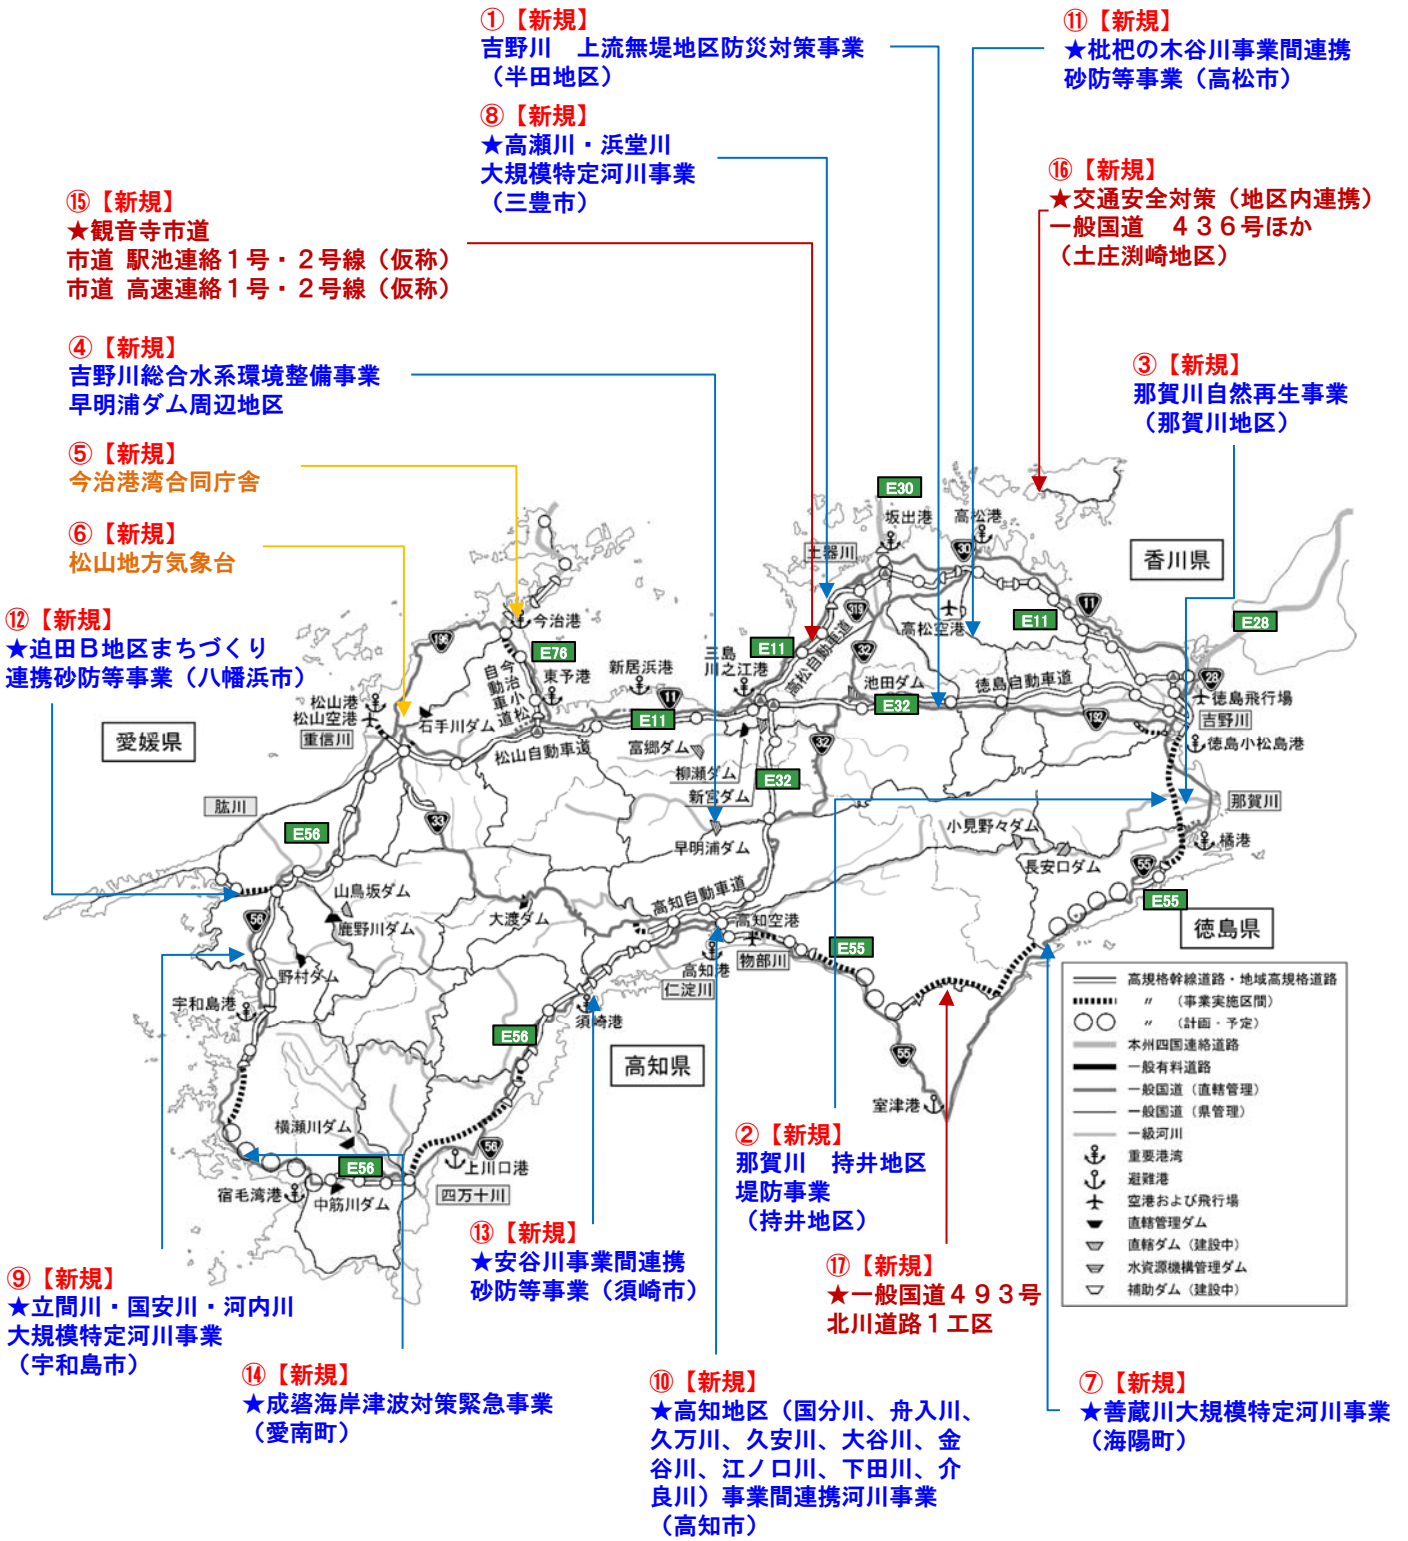 ①【新規】
吉野川　上流無堤地区防災対策事業
（半田地区）
⑪【新規】
★枇杷の木谷川事業間連携
砂防等事業（高松市）
⑧【新規】
★高瀬川・浜堂川
大規模特定河川事業
（三豊市）
⑯【新規】
★交通安全対策（地区内連携）
一般国道　４３６号ほか
（土庄渕崎地区）
⑮【新規】
★観音寺市道
市道 駅池連絡１号・２号線（仮称）
市道 高速連絡１号・２号線（仮称）
④【新規】
吉野川総合水系環境整備事業
早明浦ダム周辺地区
③【新規】
那賀川自然再生事業
（那賀川地区）
⑤【新規】
今治港湾合同庁舎
⑥【新規】
松山地方気象台
⑫【新規】
★迫田Ｂ地区まちづくり
連携砂防等事業（八幡浜市）
E30
坂出港
高松港
土器川
30
香川県
319
11
高松空港
E11
E28
今治港
196
E76
今治小松自動車道
東予港
新居浜港
三島川之江港
E11
高松自動車道
32
池田ダム
徳島自動車道
28
徳島飛行場
吉野川
松山港
松山空港
重信川
石手川ダム
11
E11
E32
192
徳島小松島港
愛媛県
松山自動車道
富郷ダム
柳瀬ダム
新宮ダム
32
E32
肱川
E56
33
早明浦ダム
小見野々ダム
長安口ダム
那賀川
橘港
55
E55
山鳥坂ダム
鹿野川ダム
大渡ダム
高知自動車道
高知空港
56
野村ダム
高知港
物部川
E55
徳島県
仁淀川
宇和島港
須崎港
E56
高知県
55
室津港
横瀬川ダム
E56
56
上川口港
宿毛湾港
中筋川ダム
四万十川
高規格幹線道路・地域高規格道路
〃　（事業実施区間）
〃　（計画・予定）
本州四国連絡道路
一般有料道路
一般国道（直轄管理）
一般国道（県管理）
一級河川
重要港湾
避難港
空港および飛行場
直轄管理ダム
直轄ダム（建設中）
水資源機構管理ダム
補助ダム（建設中）
②【新規】
那賀川　持井地区
堤防事業
（持井地区）
⑬【新規】
★安谷川事業間連携
砂防等事業（須崎市）
⑰【新規】
★一般国道４９３号
北川道路１工区
⑨【新規】
★立間川・国安川・河内川
大規模特定河川事業
（宇和島市）
⑭【新規】
★成碆海岸津波対策緊急事業
（愛南町）
⑩【新規】
★高知地区（国分川、舟入川、
久万川、久安川、大谷川、金
谷川、江ノ口川、下田川、介
良川）事業間連携河川事業
（高知市）
⑦【新規】
★善蔵川大規模特定河川事業
（海陽町）